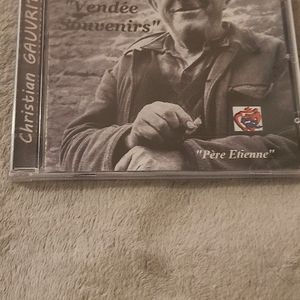 "Vendée
Souvenirs"
Christian GAUVRIT
"Père Etienne"